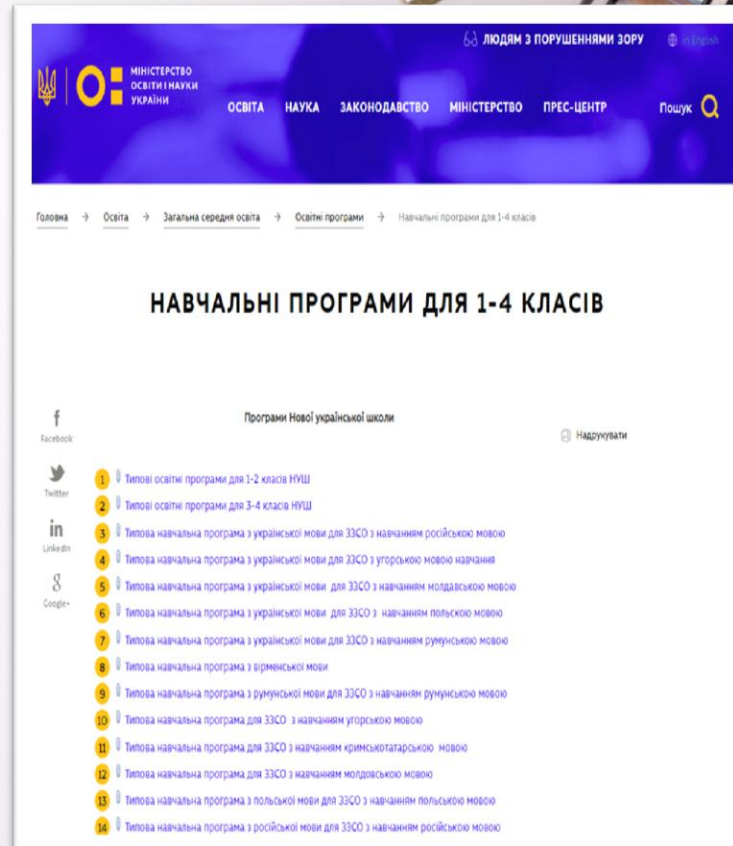 ЛЮДЯМ З ПОРУШЕННЯМИ ЗОРУ
in English
МІНІСТЕРСТВО
ОСВІТИ І НАУКИ
УКРАЇНИ
ОСВІТА НАУКА ЗАКОНОДАВСТВО МІНІСТЕРСТВО ПРЕС-ЦЕНТР Пошук
Головна → Освіта → Загальна середня освіта → Освітні програми → Навчальні програми для 1-4 класів
НАВЧАЛЬНІ ПРОГРАМИ ДЛЯ 1-4 КЛАСІВ
Програми Нової української школи
Надрукувати
Facebook
Twitter
LinkedIn
Google+
1 Типові освітні програми для 1-2 класів НУШ
2 Типові освітні програми для 3-4 класів НУШ
3 Типова навчальна програма з української мови для ЗЗСО з навчанням російською мовою
4 Типова навчальна програма з української мови для ЗЗСО з угорською мовою навчання
5 Типова навчальна програма з української мови для ЗЗСО з навчанням молдавською мовою
6 Типова навчальна програма з української мови для ЗЗСО з навчанням польскою мовою
7 Типова навчальна програма з української мови для ЗЗСО з навчанням румунською мовою
8 Типова навчальна програма з вірменської мови
9 Типова навчальна програма з румунської мови для ЗЗСО з навчанням румунською мовою
10 Типова навчальна програма для ЗЗСО з навчанням угорською мовою
11 Типова навчальна програма для ЗЗСО з навчанням кримськотатарською мовою
12 Типова навчальна програма для ЗЗСО з навчанням молдовською мовою
13 Типова навчальна програма з польської мови для ЗЗСО з навчанням польською мовою
14 Типова навчальна програма з російської мови для ЗЗСО з навчанням російською мовою